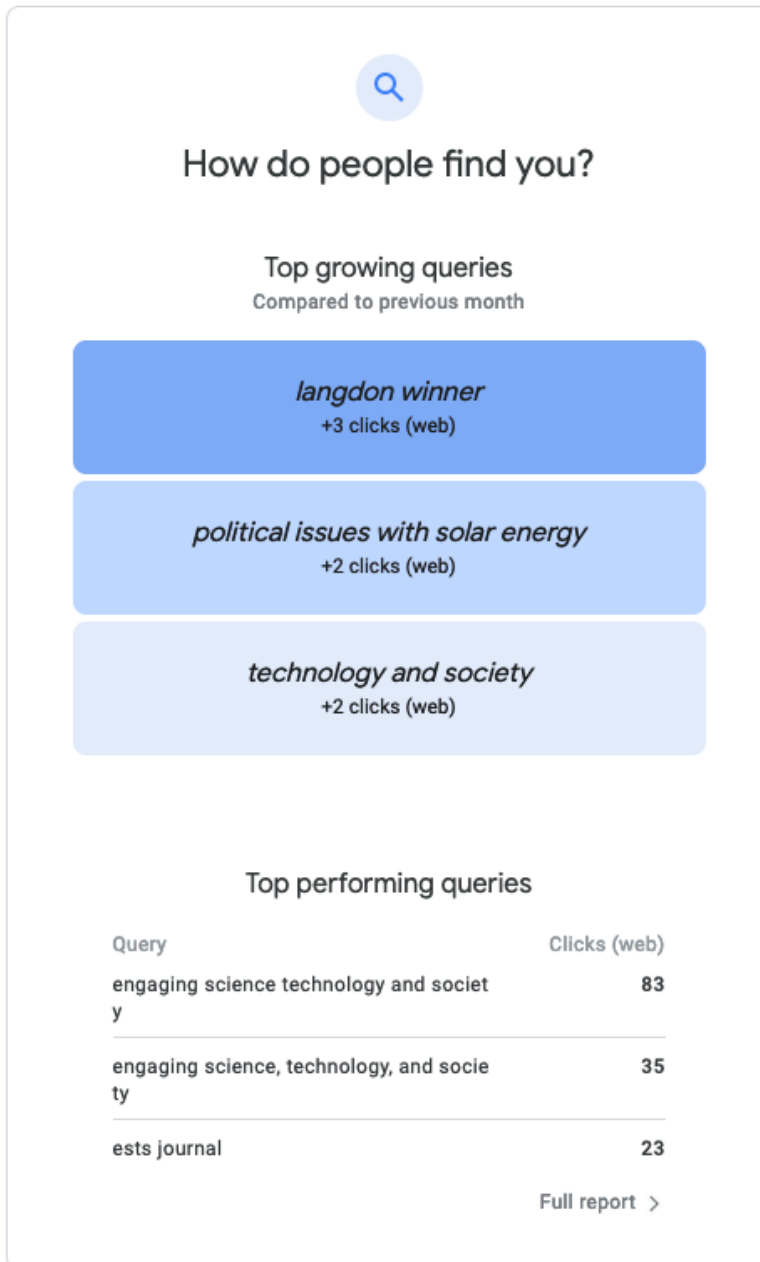 How do people find you?
Top growing queries
Compared to previous month
langdon winner
+3 clicks (web)
political issues with solar energy
+2 clicks (web)
technology and society
+2 clicks (web)
Top performing queries
Query Clicks (web)
engaging science technology and societ 83
y
engaging science, technology, and socie 35
ty
ests journal 23
Full report >